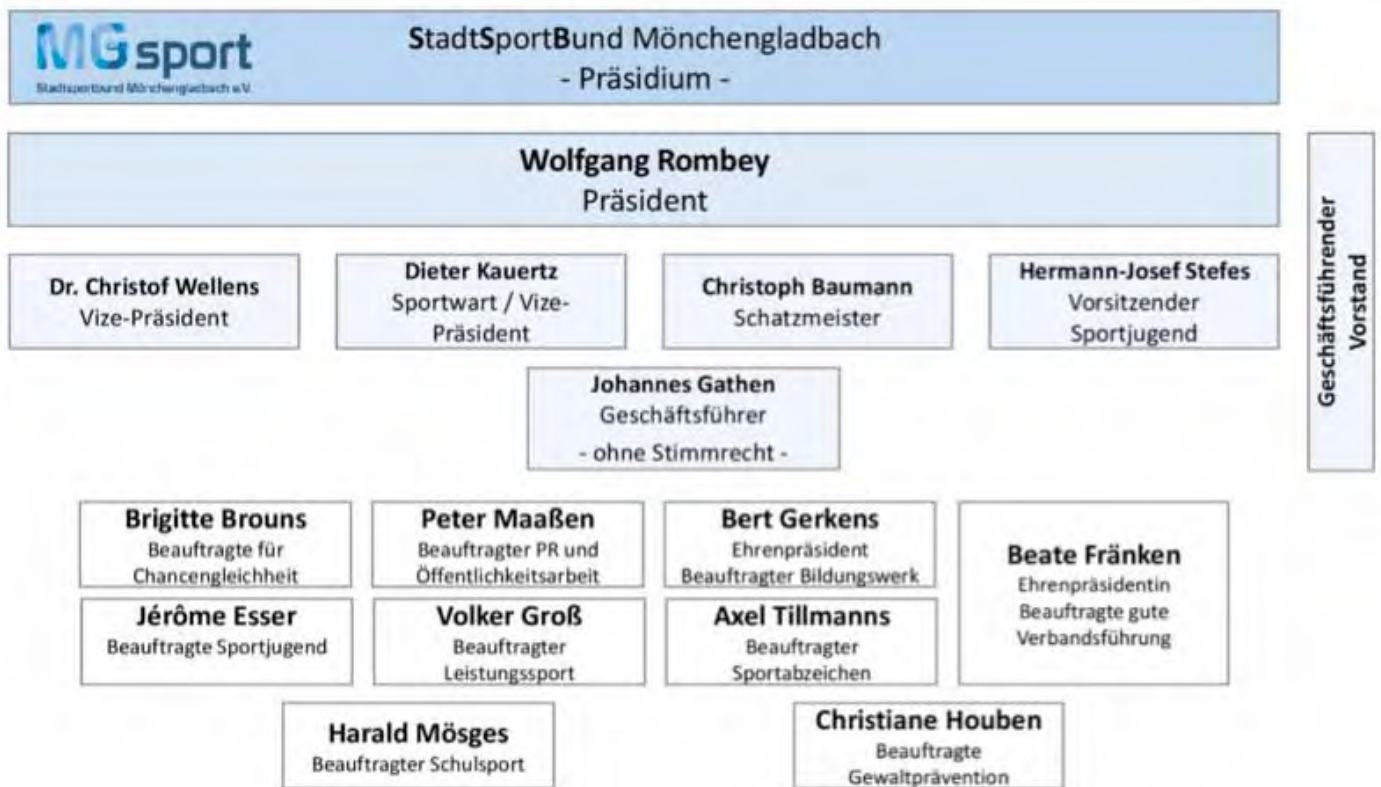 MGsport
Stadtsportbund Mönchengladbach e.V.
StadtSportBund Mönchengladbach
- Präsidium -
Wolfgang Rombey
Präsident
Geschäftsführender
Vorstand
Dr. Christof Wellens
Vize-Präsident
Dieter Kauertz
Sportwart / Vize-
Präsident
Christoph Baumann
Schatzmeister
Hermann-Josef Stefes
Vorsitzender
Sportjugend
Johannes Gathen
Geschäftsführer
- ohne Stimmrecht -
Brigitte Brouns
Beauftragte für
Chancengleichheit
Peter Maaßen
Beauftragter PR und
Öffentlichkeitsarbeit
Bert Gerkens
Ehrenpräsident
Beauftragter Bildungswerk
Beate Fränken
Ehrenpräsidentin
Beauftragte gute
Verbandsführung
Jérôme Esser
Beauftragte Sportjugend
Volker Groß
Beauftragter
Leistungssport
Axel Tillmanns
Beauftragter
Sportabzeichen
Harald Mösges
Beauftragter Schulsport
Christiane Houben
Beauftragte
Gewaltprävention